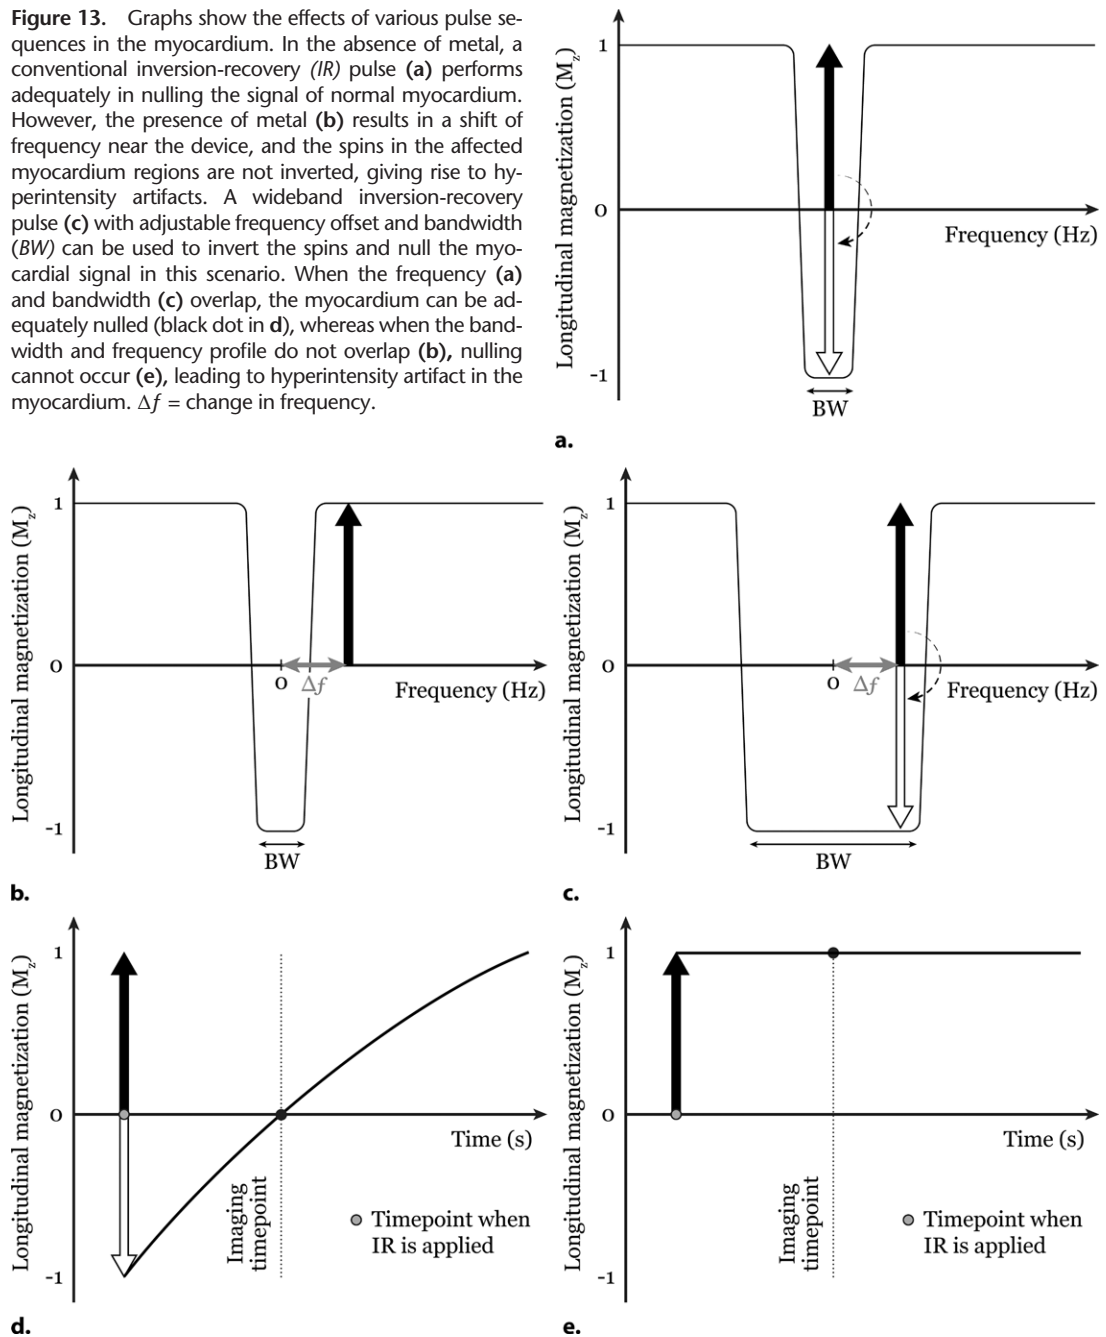 Figure 13. Graphs show the effects of various pulse se-
quences in the myocardium. In the absence of metal, a
conventional inversion-recovery (IR) pulse (a) performs
adequately in nulling the signal of normal myocardium.
However, the presence of metal (b) results in a shift of
frequency near the device, and the spins in the affected
myocardium regions are not inverted, giving rise to hy-
perintensity artifacts. A wideband inversion-recovery
pulse (c) with adjustable frequency offset and bandwidth
(BW) can be used to invert the spins and null the myo-
cardial signal in this scenario. When the frequency (a)
and bandwidth (c) overlap, the myocardium can be ad-
equately nulled (black dot in d), whereas when the band-
width and frequency profile do not overlap (b), nulling
cannot occur (e), leading to hyperintensity artifact in the
myocardium. Δf = change in frequency.
Longitudinal magnetization (Mz)
1
0
-1
Frequency (Hz)
BW
a.
Longitudinal magnetization (Mz)
1
0
-1
0 Δf
Frequency (Hz)
BW
b.
Longitudinal magnetization (Mz)
1
0
-1
0 Δf
Frequency (Hz)
BW
c.
Longitudinal magnetization (Mz)
1
0
-1
Time (s)
Imaging
timepoint
Timepoint when
IR is applied
d.
Longitudinal magnetization (Mz)
1
0
-1
Time (s)
Imaging
timepoint
Timepoint when
IR is applied
e.